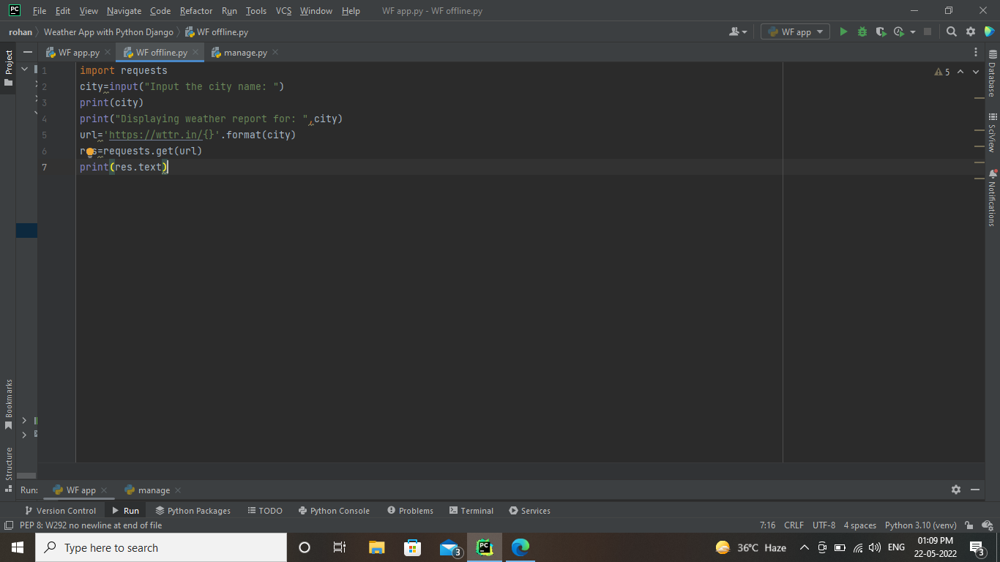 PC File Edit View Navigate Code Refactor Run Tools VCS Window Help WF app.py - WF offline.py
rohan Weather App with Python Django WF offline.py WF app
Project WF app.py WF offline.py manage.py
1 import requests 5
2 city=input("Input the city name: ")
3 print(city)
4 print("Displaying weather report for: ",city)
5 url='https://wttr.in/{}'.format(city)
6 res=requests.get(url)
7 print(res.text)
Database
SciView
Notifications
Bookmarks
Structure
Run: WF app manage
Version Control Run Python Packages TODO Python Console Problems Terminal Services
PEP 8: W292 no newline at end of file 7:16 CRLF UTF-8 4 spaces Python 3.10 (venv)
Type here to search 3 PC 36°C Haze ENG 01:09 PM
22-05-2022 3